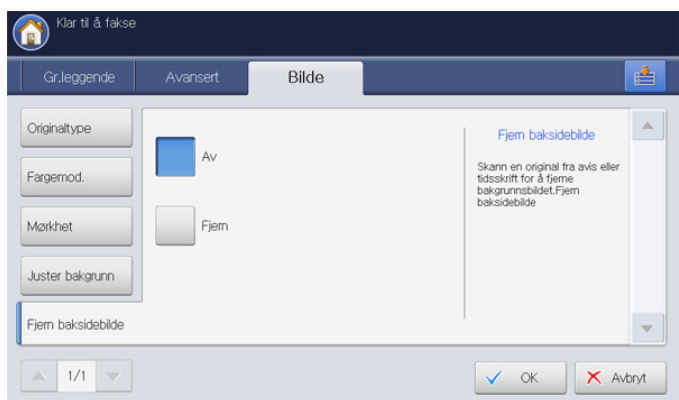 Klar til å fakse
Gr.leggende
Avansert
Bilde
Originaltype
Fargemod.
Mørkhet
Juster bakgrunn
Fjern baksidebilde
Av
Fjern
Fjern baksidebilde
Skann en original fra avis eller
tidsskrift for å fjerne
bakgrunnsbildet.Fjern
baksidebilde
1/1
OK
Avbryt